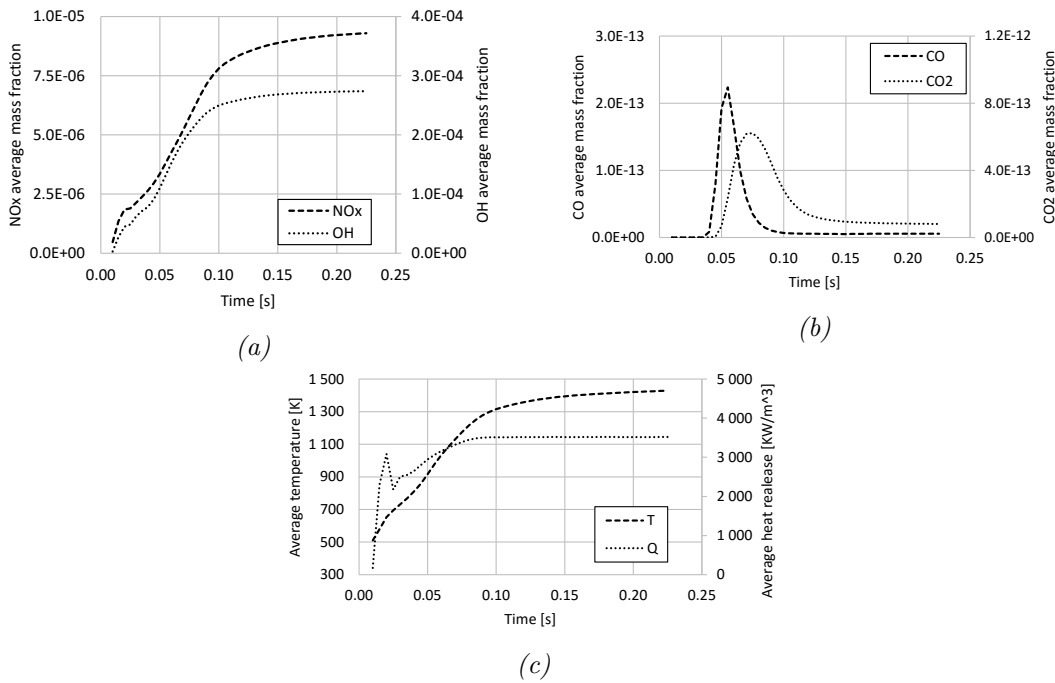 NOx average mass fraction
1.0E-05
7.5E-06
5.0E-06
2.5E-06
0.0E+00
4.0E-04
3.0E-04
2.0E-04
1.0E-04
0.0E+00
OH average mass fraction
NOx
OH
0.00 0.05 0.10 0.15 0.20 0.25
Time [s]
(a)
CO average mass fraction
3.0E-13
2.0E-13
1.0E-13
0.0E+00
1.2E-12
8.0E-13
4.0E-13
0.0E+00
CO2 average mass fraction
CO
CO2
0.00 0.05 0.10 0.15 0.20 0.25
Time [s]
(b)
Average temperature [K]
1 500
1 300
1 100
900
700
500
300
5 000
4 000
3 000
2 000
1 000
0
Average heat realease [KW/m^3]
T
Q
0.00 0.05 0.10 0.15 0.20 0.25
Time [s]
(c)